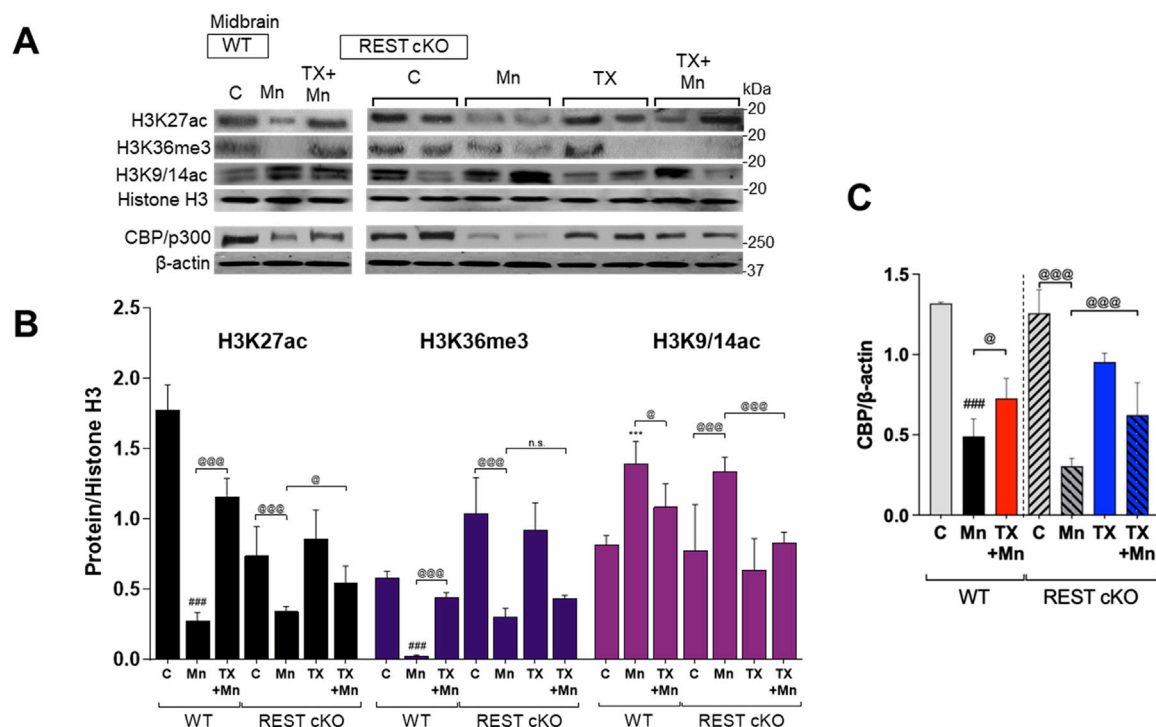 A
Midbrain
WT
REST cKO
C Mn TX+ Mn
C Mn TX TX+ Mn
kDa
H3K27ac
H3K36me3
H3K9/14ac
Histone H3
CBP/p300
β-actin
-20
-20
-20
-20
-250
-37
B
Protein/Histone H3
2.5
2.0
1.5
1.0
0.5
0.0
H3K27ac H3K36me3 H3K9/14ac
### @@@ @@@ @
### @@@ @@@ n.s.
*** @ @@@ @@@
C Mn TX +Mn C Mn TX TX +Mn
C Mn TX +Mn C Mn TX TX +Mn
C Mn TX +Mn C Mn TX TX +Mn
WT REST cKO WT REST cKO WT REST cKO
C
CBP/β-actin
1.5
1.0
0.5
0.0
### @ @@@ @@@
C Mn TX +Mn C Mn TX TX +Mn
WT REST cKO